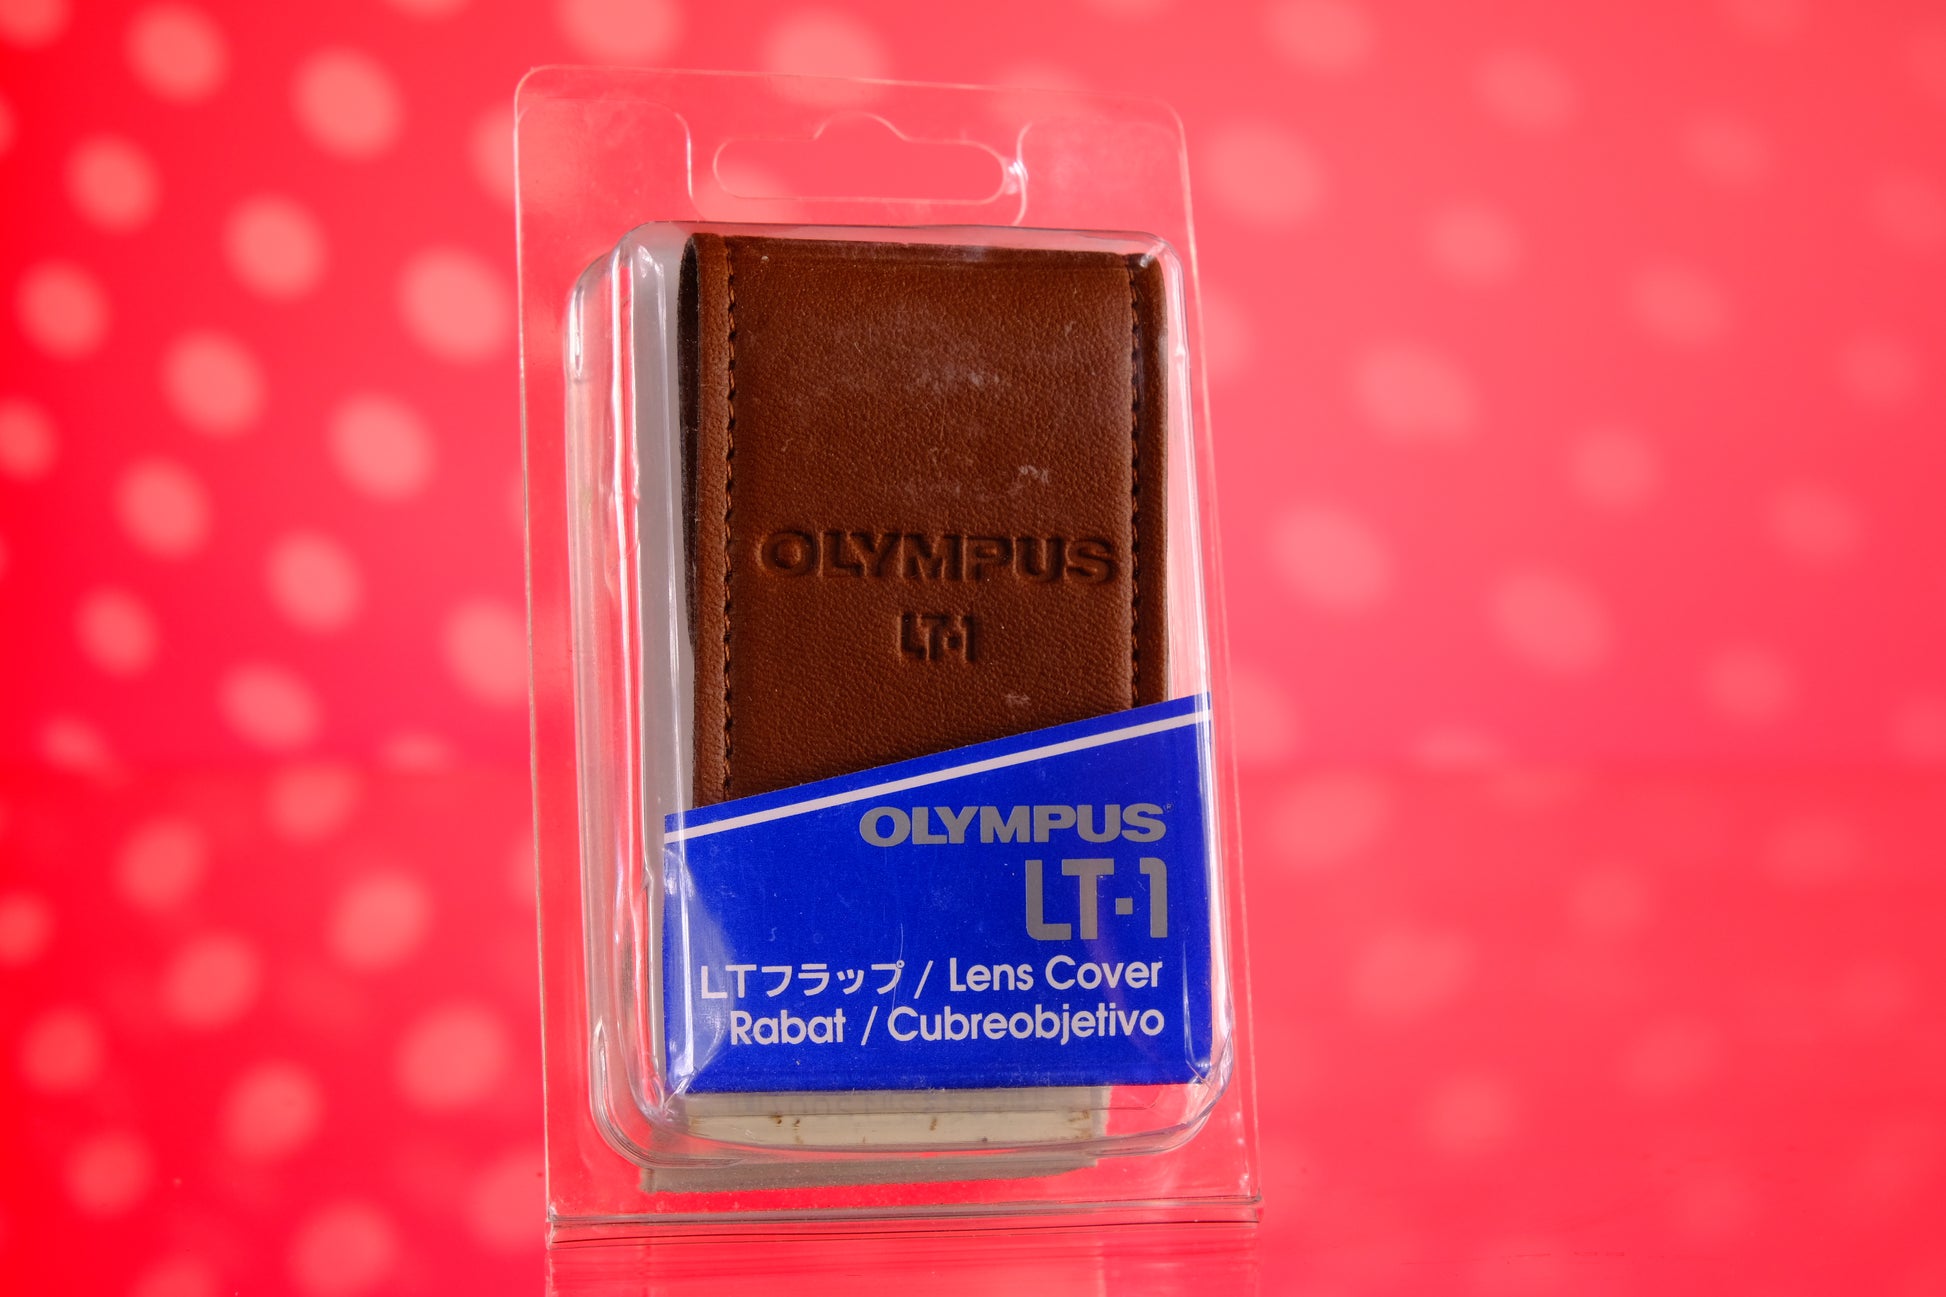 OLYMPUS
LT-1
OLYMPUS®
LT-1
LTフラップ / Lens Cover
Rabat / Cubreobjetivo